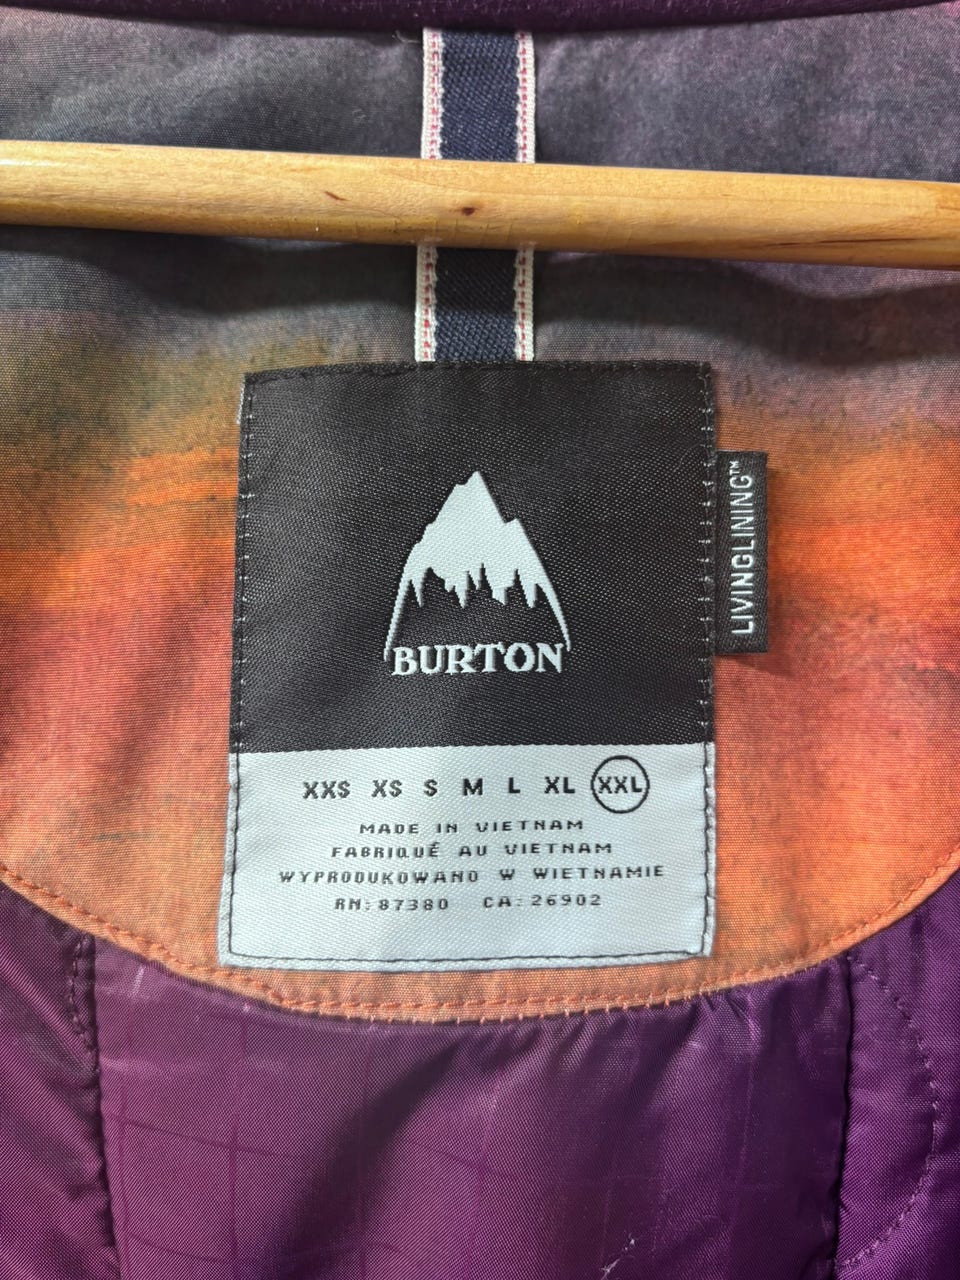 BURTON
LIVINGLINING™
XXS XS S M L XL XXL
MADE IN VIETNAM
FABRIQUÉ AU VIETNAM
WYPRODUKOWANO W WIETNAMIE
RN: 87380 CA: 26902